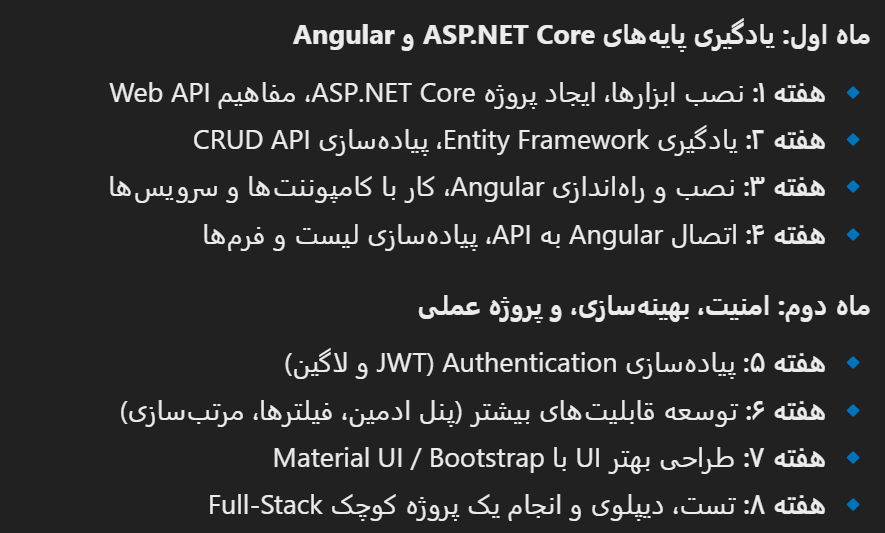 ماه اول: یادگیری پایه‌های ASP.NET Core و Angular
هفته ۱: نصب ابزارها، ایجاد پروژه ASP.NET Core، مفاهیم Web API
هفته ۲: یادگیری Entity Framework، پیاده‌سازی CRUD API
هفته ۳: نصب و راه‌اندازی Angular، کار با کامپوننت‌ها و سرویس‌ها
هفته ۴: اتصال Angular به API، پیاده‌سازی لیست و فرم‌ها
ماه دوم: امنیت، بهینه‌سازی، و پروژه عملی
هفته ۵: پیاده‌سازی Authentication (JWT و لاگین)
هفته ۶: توسعه قابلیت‌های بیشتر (پنل ادمین، فیلترها، مرتب‌سازی)
هفته ۷: طراحی بهتر UI با Material UI / Bootstrap
هفته ۸: تست، دیپلوی و انجام یک پروژه کوچک Full-Stack